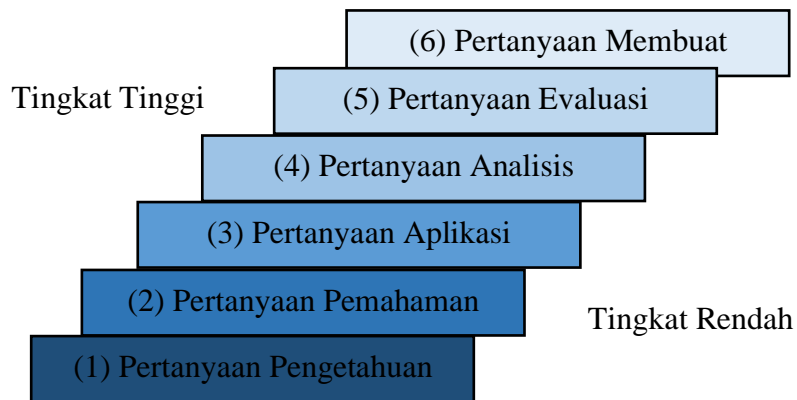 (6) Pertanyaan Membuat
Tingkat Tinggi
(5) Pertanyaan Evaluasi
(4) Pertanyaan Analisis
(3) Pertanyaan Aplikasi
(2) Pertanyaan Pemahaman
Tingkat Rendah
(1) Pertanyaan Pengetahuan